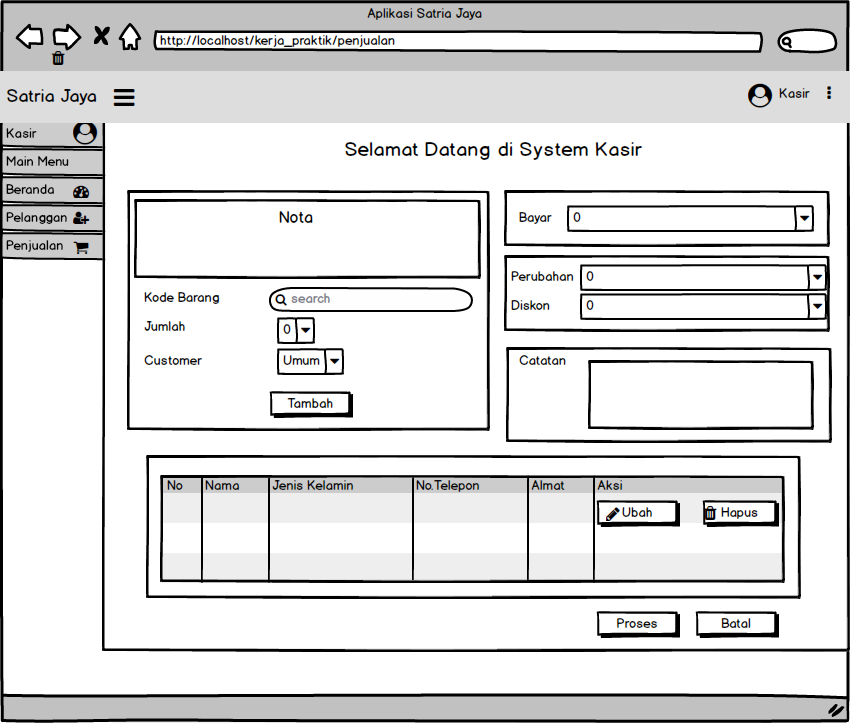 Aplikasi Satria Jaya
http://localhost/kerja_praktik/penjualan
Satria Jaya
Kasir
Kasir
Main Menu
Beranda
Pelanggan
Penjualan
Selamat Datang di System Kasir
Nota
Kode Barang search
Jumlah 0
Customer Umum
Tambah
Bayar 0
Perubahan 0
Diskon 0
Catatan
No Nama Jenis Kelamin No.Telepon Almat Aksi
Ubah Hapus
Proses Batal